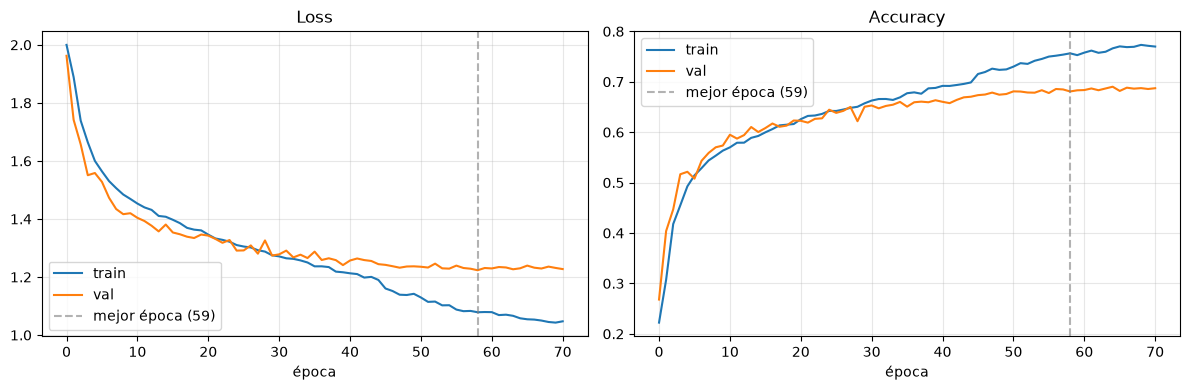 Loss
2.0
1.8
1.6
1.4
1.2
1.0
train
val
mejor época (59)
0 10 20 30 40 50 60 70
época
Accuracy
0.8
0.7
0.6
0.5
0.4
0.3
0.2
train
val
mejor época (59)
0 10 20 30 40 50 60 70
época